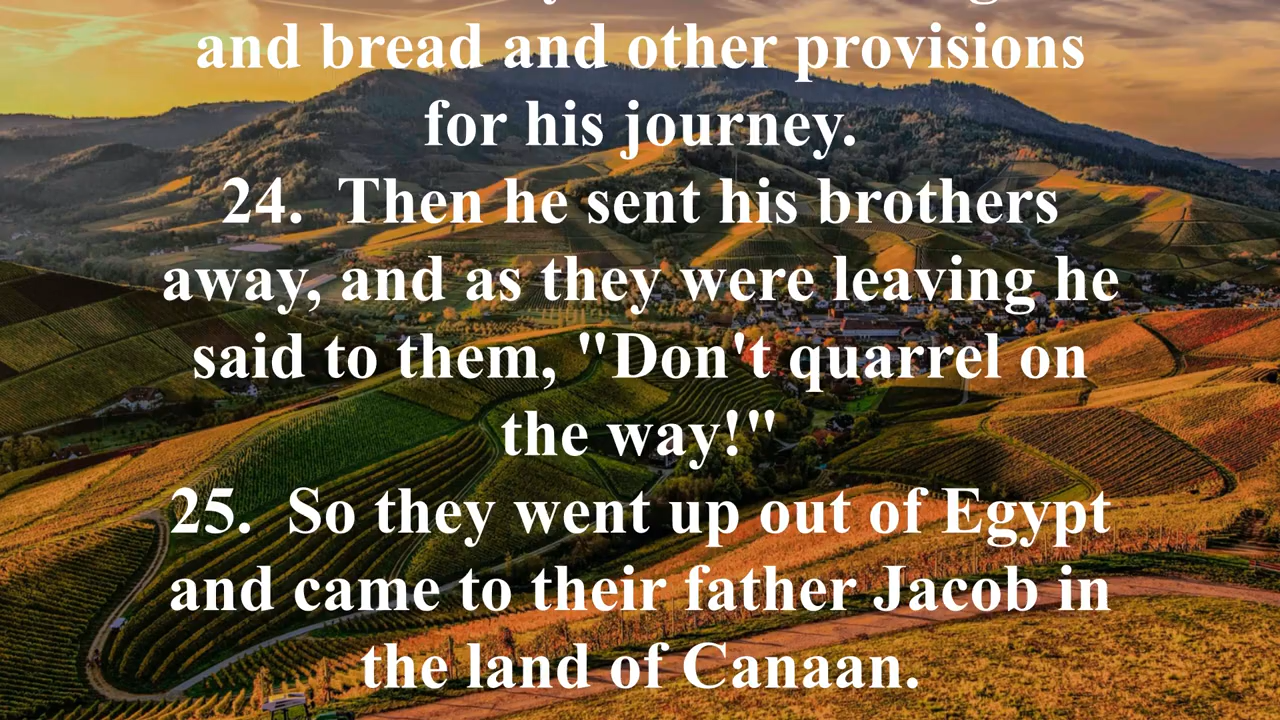 and bread and other provisions
for his journey.
24.  Then he sent his brothers
away, and as they were leaving he
said to them, "Don't quarrel on
the way!"
25.  So they went up out of Egypt
and came to their father Jacob in
the land of Canaan.